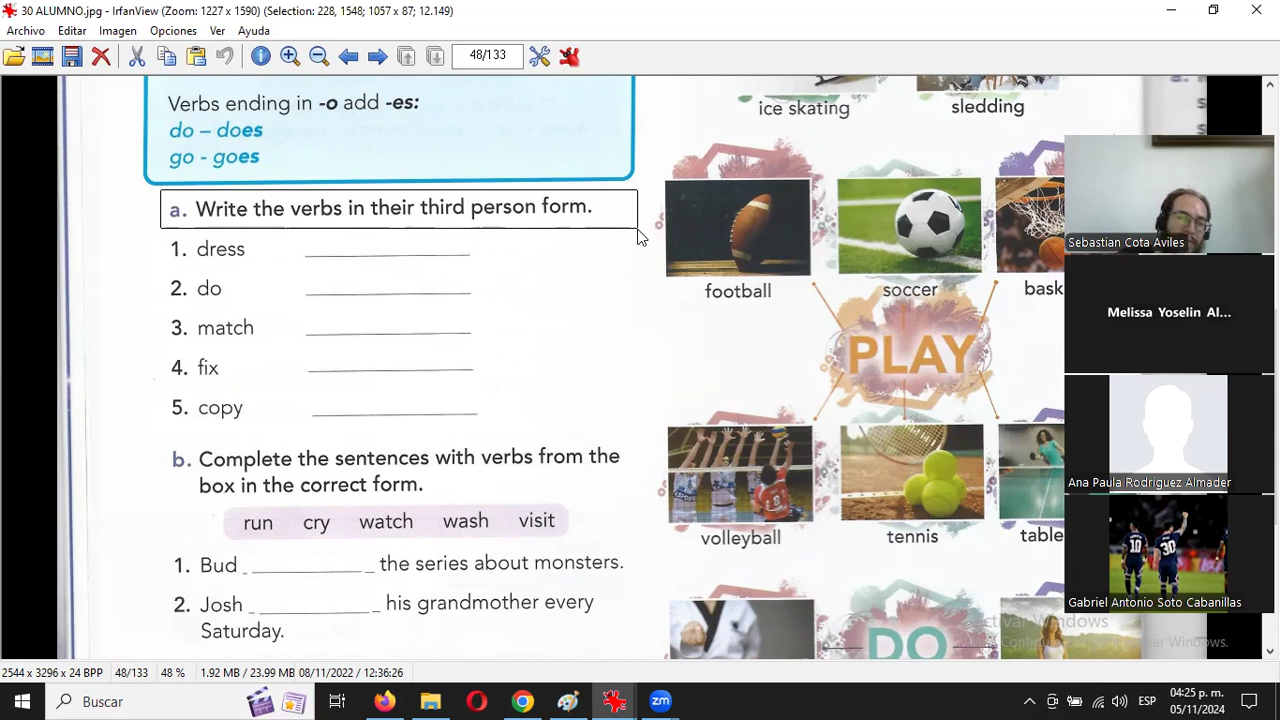 30 ALUMNO.jpg - IrfanView (Zoom: 1227 x 1590) (Selection: 228, 1548; 1057 x 87; 12.149)
Archivo Editar Imagen Opciones Ver Ayuda
48/133
Verbs ending in -o add -es:
do – does
go - goes
a. Write the verbs in their third person form.
1. dress
2. do
3. match
4. fix
5. copy
b. Complete the sentences with verbs from the
box in the correct form.
run cry watch wash visit
1. Bud _ __________ _ the series about monsters.
2. Josh _ __________ _ his grandmother every
Saturday.
ice skating sledding
football soccer bask
PLAY
volleyball tennis table
DO
Sebastian Cota Aviles
Melissa Yoselin Al...
Ana Paula Rodriguez Almader
10 30
Gabriel Antonio Soto Cabanillas
2544 x 3296 x 24 BPP 48/133 48 % 1.92 MB / 23.99 MB 08/11/2022 / 12:36:26
Buscar
zm
ESP
04:25 p. m.
05/11/2024